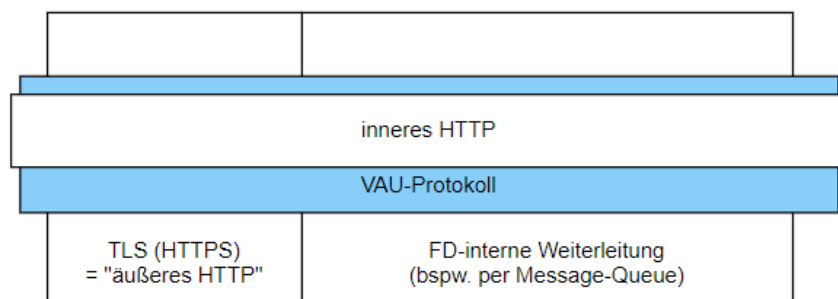 inneres HTTP
VAU-Protokoll
TLS (HTTPS)
= "äußeres HTTP"
FD-interne Weiterleitung
(bspw. per Message-Queue)